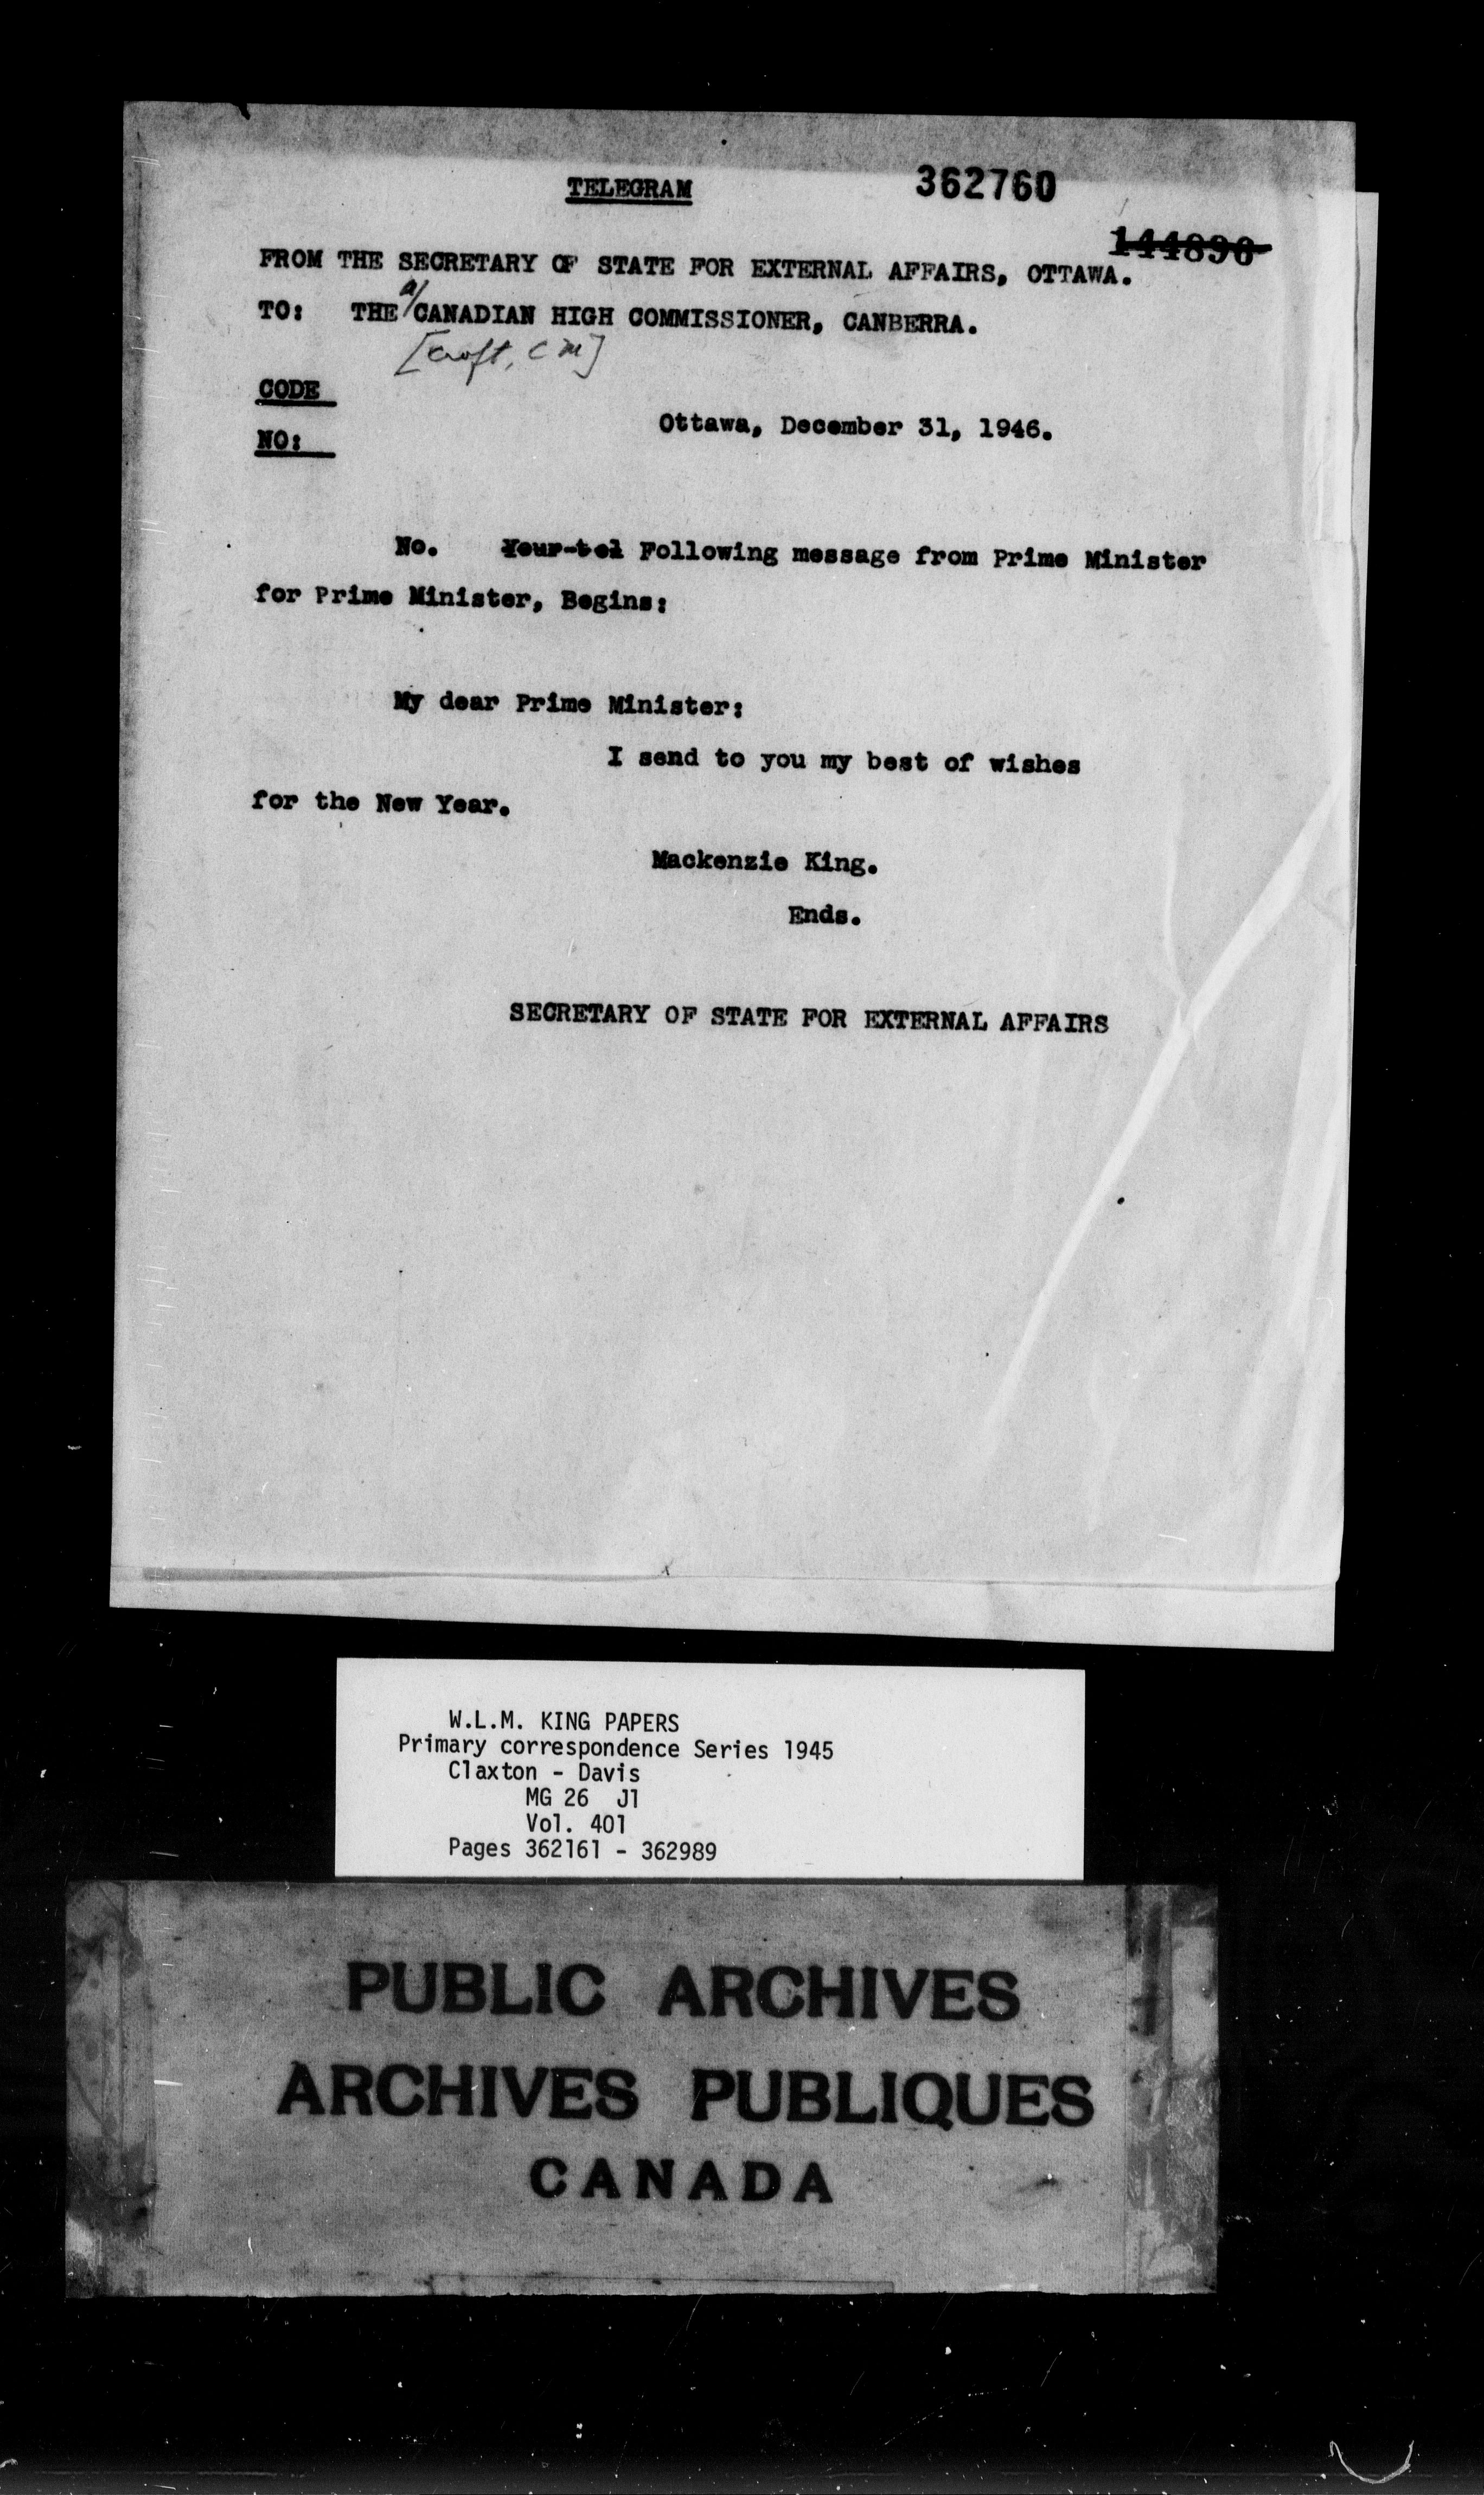 TELEGRAM
362760
144890
FROM THE SECRETARY OF STATE FOR EXTERNAL AFFAIRS, OTTAWA.
a/
TO: THE CANADIAN HIGH COMMISSIONER, CANBERRA.
[Croft, C M]
CODE
Ottawa, December 31, 1946.
NO:
No. Your-tel Following message from Prime Minister
for Prime Minister, Begins:
My dear Prime Minister:
I send to you my best of wishes
for the New Year.
Mackenzie King.
Ends.
SECRETARY OF STATE FOR EXTERNAL AFFAIRS
W.L.M. KING PAPERS
Primary correspondence Series 1945
Claxton - Davis
MG 26 J1
Vol. 401
Pages 362161 - 362989
PUBLIC ARCHIVES
ARCHIVES PUBLIQUES
CANADA